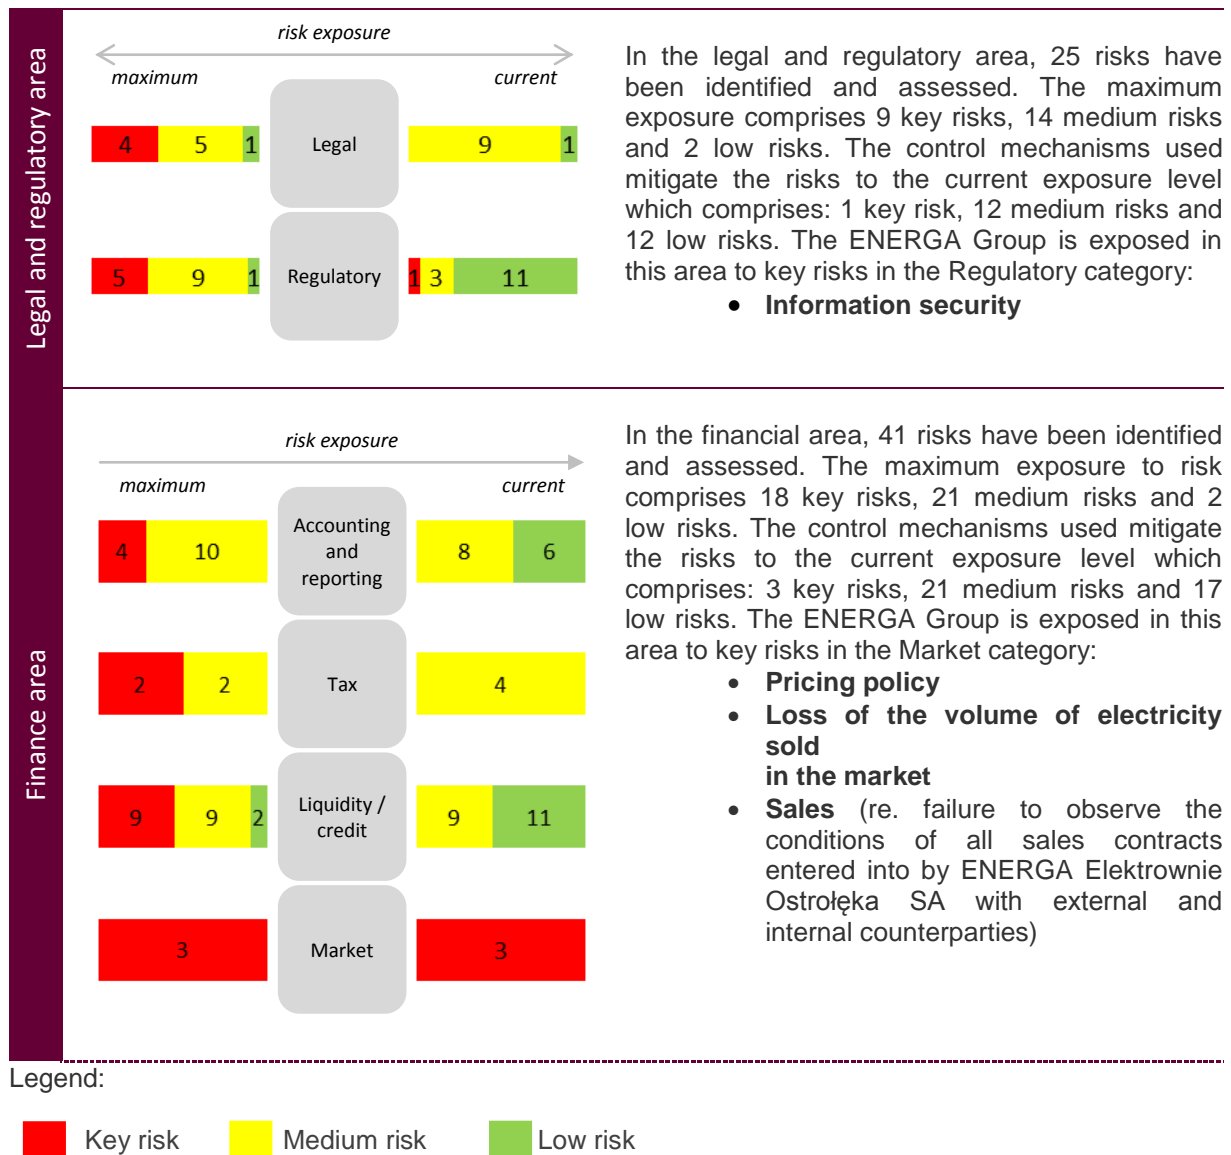 Legal and regulatory area
risk exposure
maximum
current
4 5 1
Legal
9 1
5 9 1
Regulatory
1 3 11
In the legal and regulatory area, 25 risks have
been identified and assessed. The maximum
exposure comprises 9 key risks, 14 medium risks
and 2 low risks. The control mechanisms used
mitigate the risks to the current exposure level
which comprises: 1 key risk, 12 medium risks and
12 low risks. The ENERGA Group is exposed in
this area to key risks in the Regulatory category:
• Information security
Finance area
risk exposure
maximum
current
4 10
Accounting
and
reporting
8 6
2 2
Tax
4
9 9 2
Liquidity /
credit
9 11
3
Market
3
In the financial area, 41 risks have been identified
and assessed. The maximum exposure to risk
comprises 18 key risks, 21 medium risks and 2
low risks. The control mechanisms used mitigate
the risks to the current exposure level which
comprises: 3 key risks, 21 medium risks and 17
low risks. The ENERGA Group is exposed in this
area to key risks in the Market category:
• Pricing policy
• Loss of the volume of electricity
sold
in the market
• Sales (re. failure to observe the
conditions of all sales contracts
entered into by ENERGA Elektrownie
Ostrołęka SA with external and
internal counterparties)
Legend:
Key risk
Medium risk
Low risk